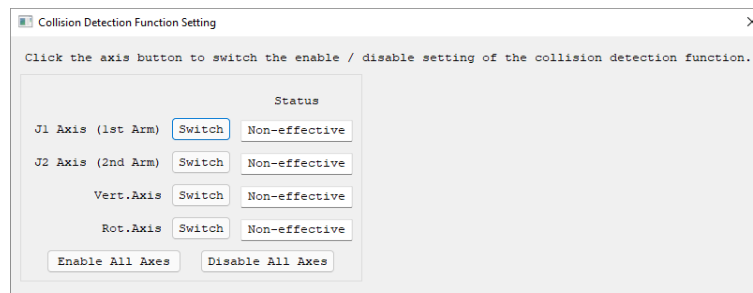 Collision Detection Function Setting
Click the axis button to switch the enable / disable setting of the collision detection function.
Status
J1 Axis (1st Arm) Switch Non-effective
J2 Axis (2nd Arm) Switch Non-effective
Vert.Axis Switch Non-effective
Rot.Axis Switch Non-effective
Enable All Axes Disable All Axes